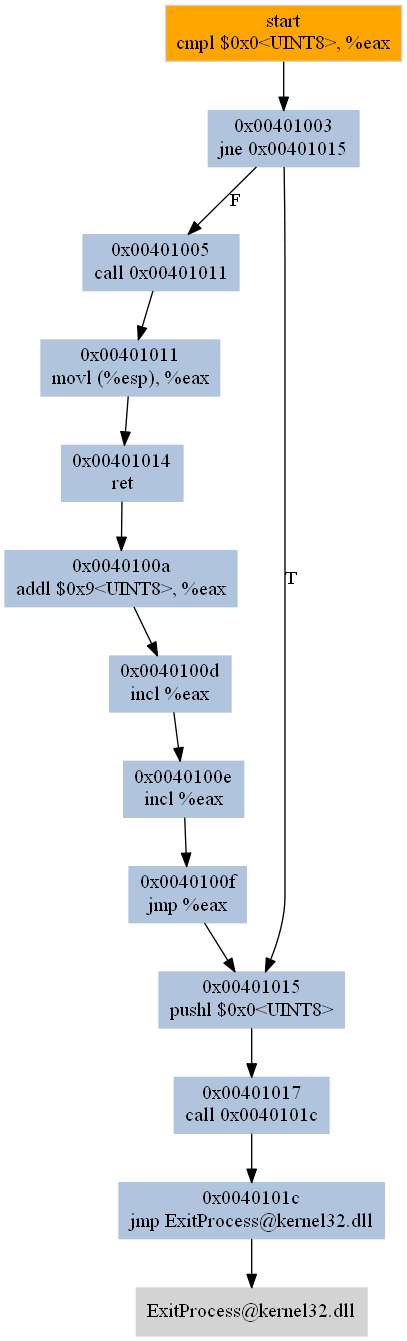 start
cmpl $0x0<UINT8>, %eax
0x00401003
jne 0x00401015
F
0x00401005
call 0x00401011
0x00401011
movl (%esp), %eax
0x00401014
ret
0x0040100a
addl $0x9<UINT8>, %eax
T
0x0040100d
incl %eax
0x0040100e
incl %eax
0x0040100f
jmp %eax
0x00401015
pushl $0x0<UINT8>
0x00401017
call 0x0040101c
0x0040101c
jmp ExitProcess@kernel32.dll
ExitProcess@kernel32.dll